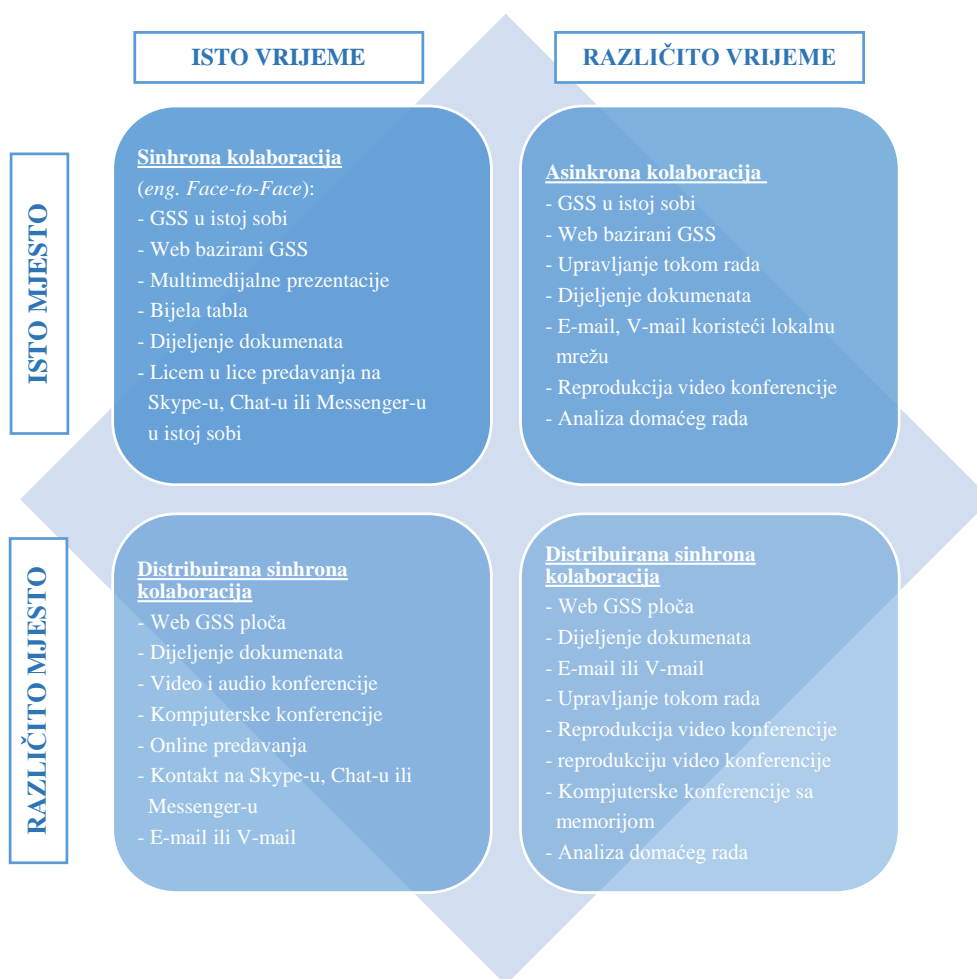 ISTO VRIJEME
RAZLIČITO VRIJEME
ISTO MJESTO
Sinhrona kolaboracija
(eng. Face-to-Face):
- GSS u istoj sobi
- Web bazirani GSS
- Multimedijalne prezentacije
- Bijela tabla
- Dijeljenje dokumenata
- Licem u lice predavanja na
Skype-u, Chat-u ili Messenger-u
u istoj sobi
Asinkrona kolaboracija
- GSS u istoj sobi
- Web bazirani GSS
- Upravljanje tokom rada
- Dijeljenje dokumenata
- E-mail, V-mail koristeći lokalnu
mrežu
- Reprodukcija video konferencije
- Analiza domaćeg rada
RAZLIČITO MJESTO
Distribuirana sinhrona
kolaboracija
- Web GSS ploča
- Dijeljenje dokumenata
- Video i audio konferencije
- Kompjuterske konferencije
- Online predavanja
- Kontakt na Skype-u, Chat-u ili
Messenger-u
- E-mail ili V-mail
Distribuirana sinhrona
kolaboracija
- Web GSS ploča
- Dijeljenje dokumenata
- E-mail ili V-mail
- Upravljanje tokom rada
- Reprodukcija video konferencije
- reprodukciju video konferencije
- Kompjuterske konferencije sa
memorijom
- Analiza domaćeg rada